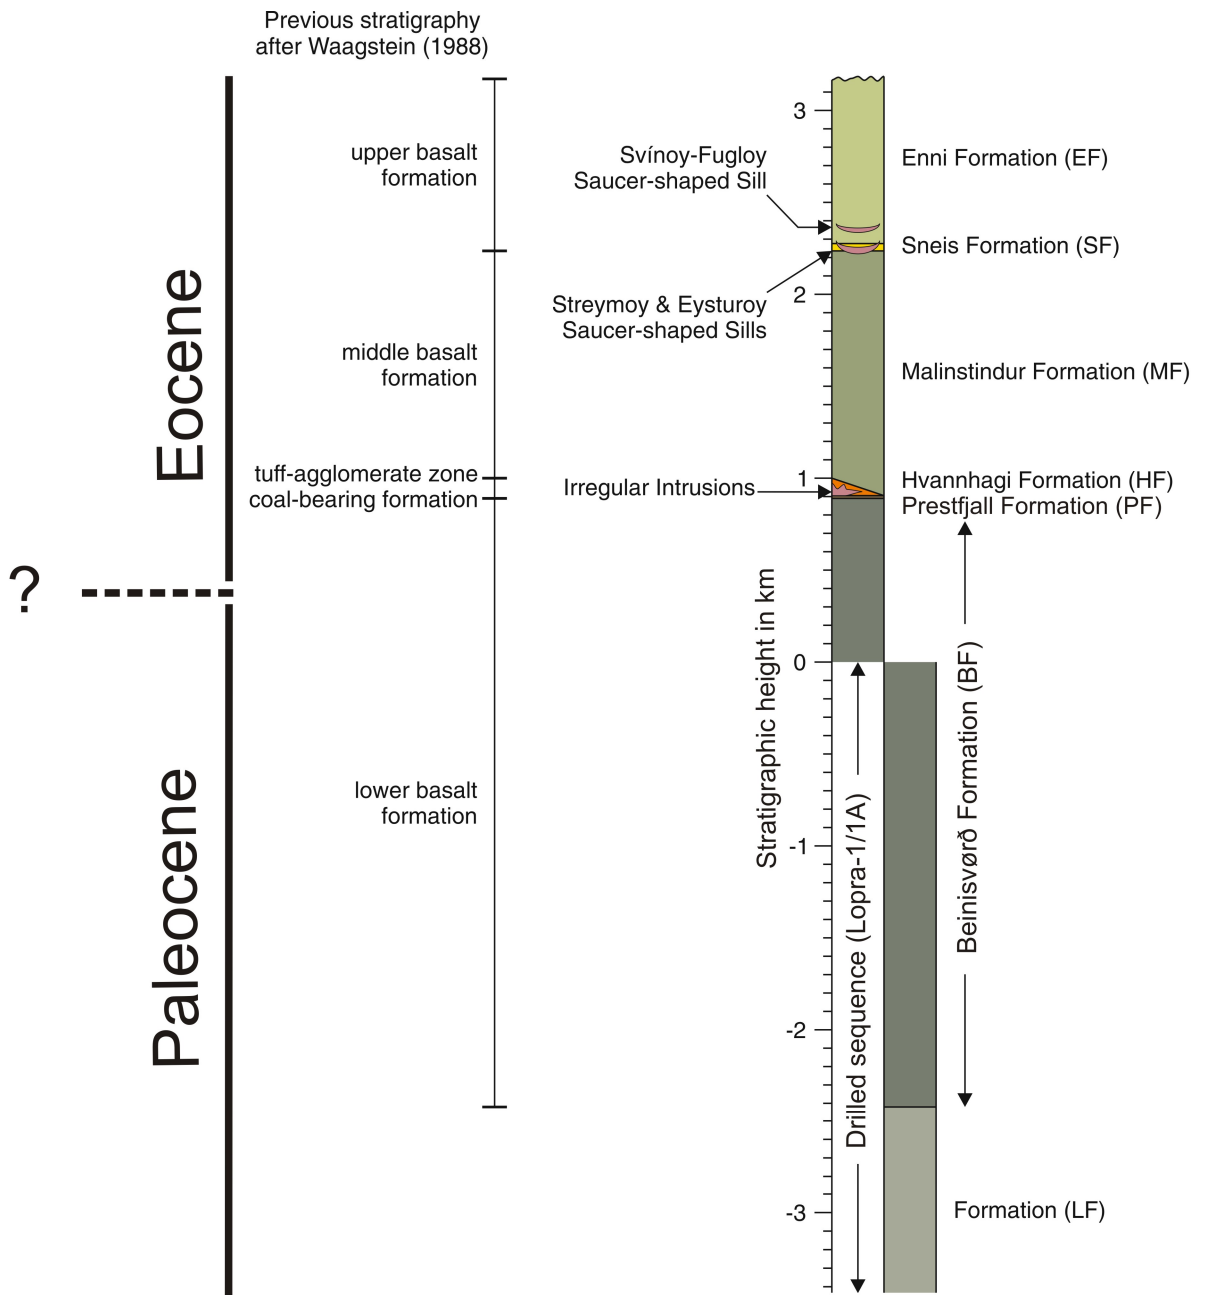 Previous stratigraphy
after Waagstein (1988)
Eocene
?
Paleocene
upper basalt
formation
middle basalt
formation
tuff-agglomerate zone
coal-bearing formation
lower basalt
formation
Svínoy-Fugloy
Saucer-shaped Sill
Streymoy & Eysturoy
Saucer-shaped Sills
Irregular Intrusions
Stratigraphic height in km
3
2
1
0
-1
-2
-3
Drilled sequence (Lopra-1/1A)
Enni Formation (EF)
Sneis Formation (SF)
Malinstindur Formation (MF)
Hvannhagi Formation (HF)
Prestfjall Formation (PF)
Beinisvørð Formation (BF)
Formation (LF)